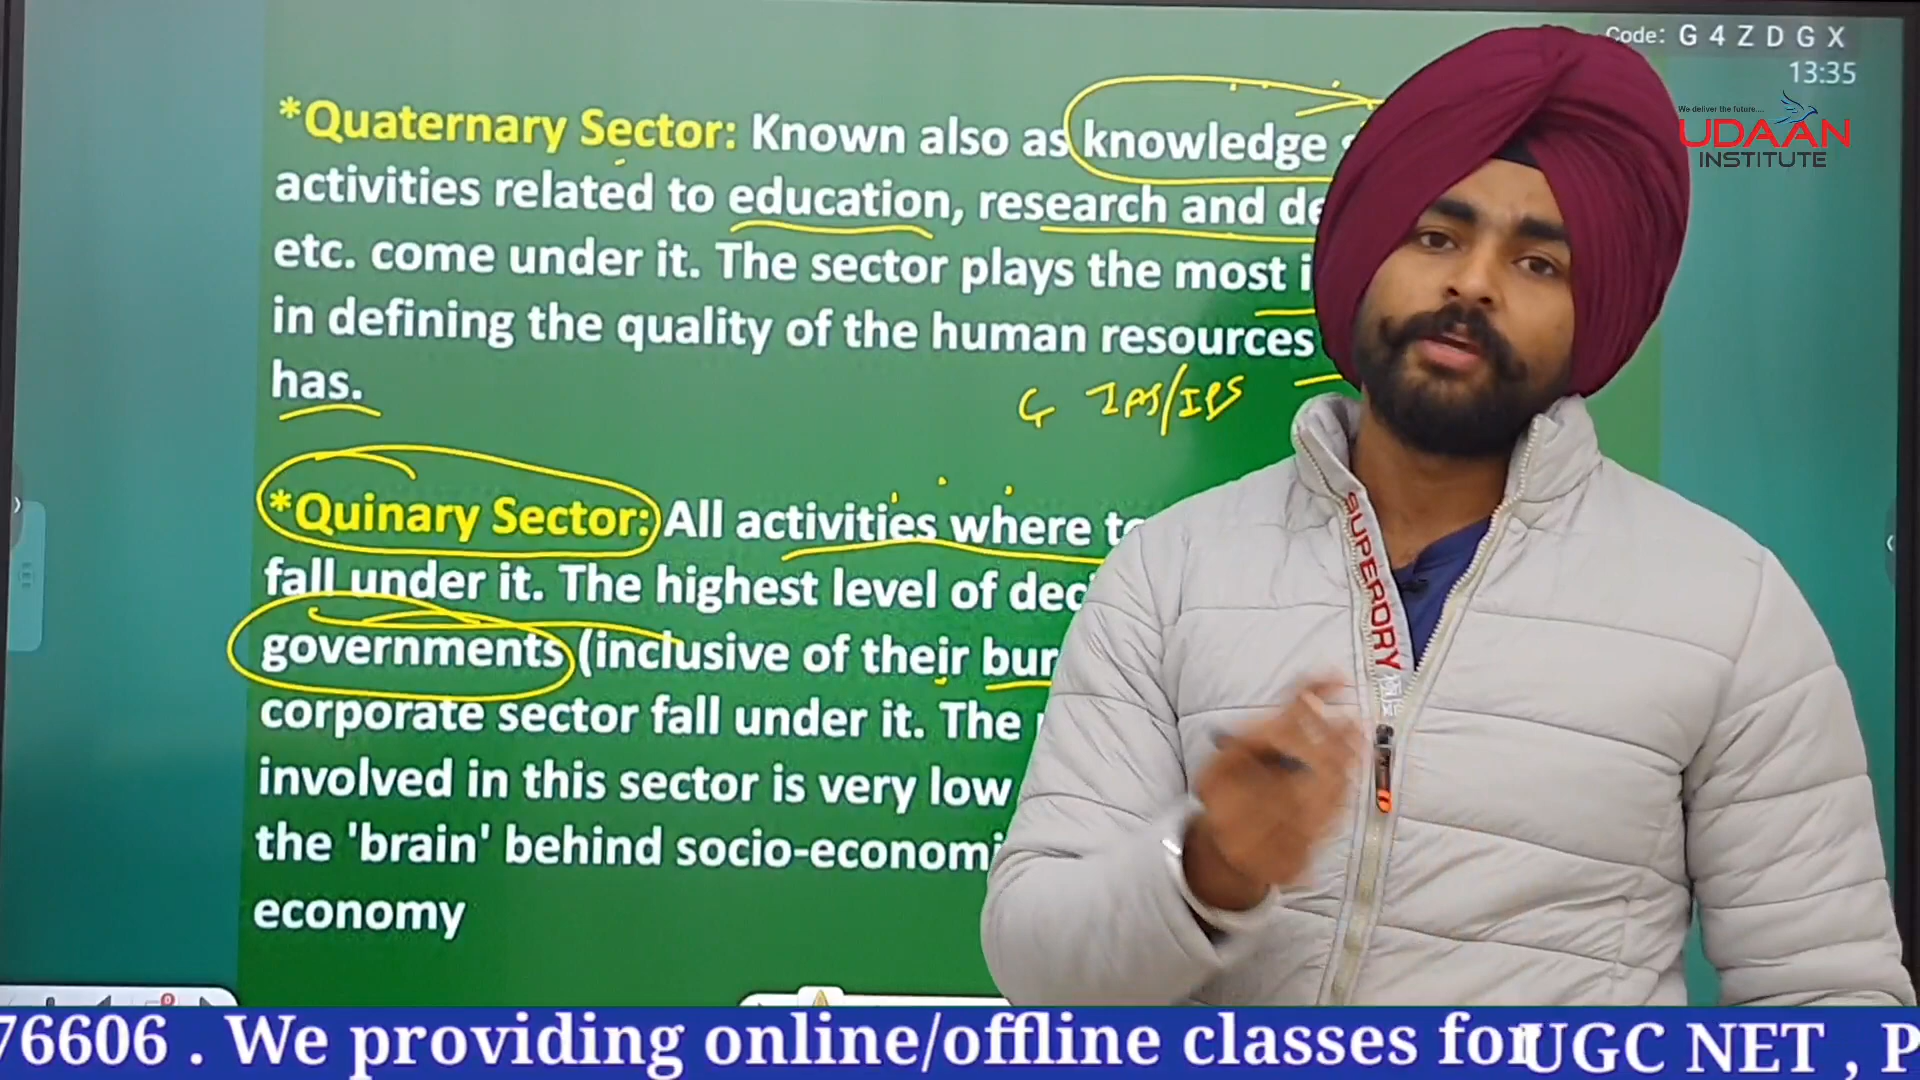 Code: G 4 Z D G X
13:35
We deliver the future....
UDAAN
INSTITUTE
*Quaternary Sector: Known also as knowledge
activities related to education, research and de
etc. come under it. The sector plays the most i
in defining the quality of the human resources
has.
*Quinary Sector: All activities where to
fall under it. The highest level of dec
governments (inclusive of their bur
corporate sector fall under it. The
involved in this sector is very low
the 'brain' behind socio-economi
economy
SUPERDRY
76606 . We providing online/offline classes for UGC NET , P